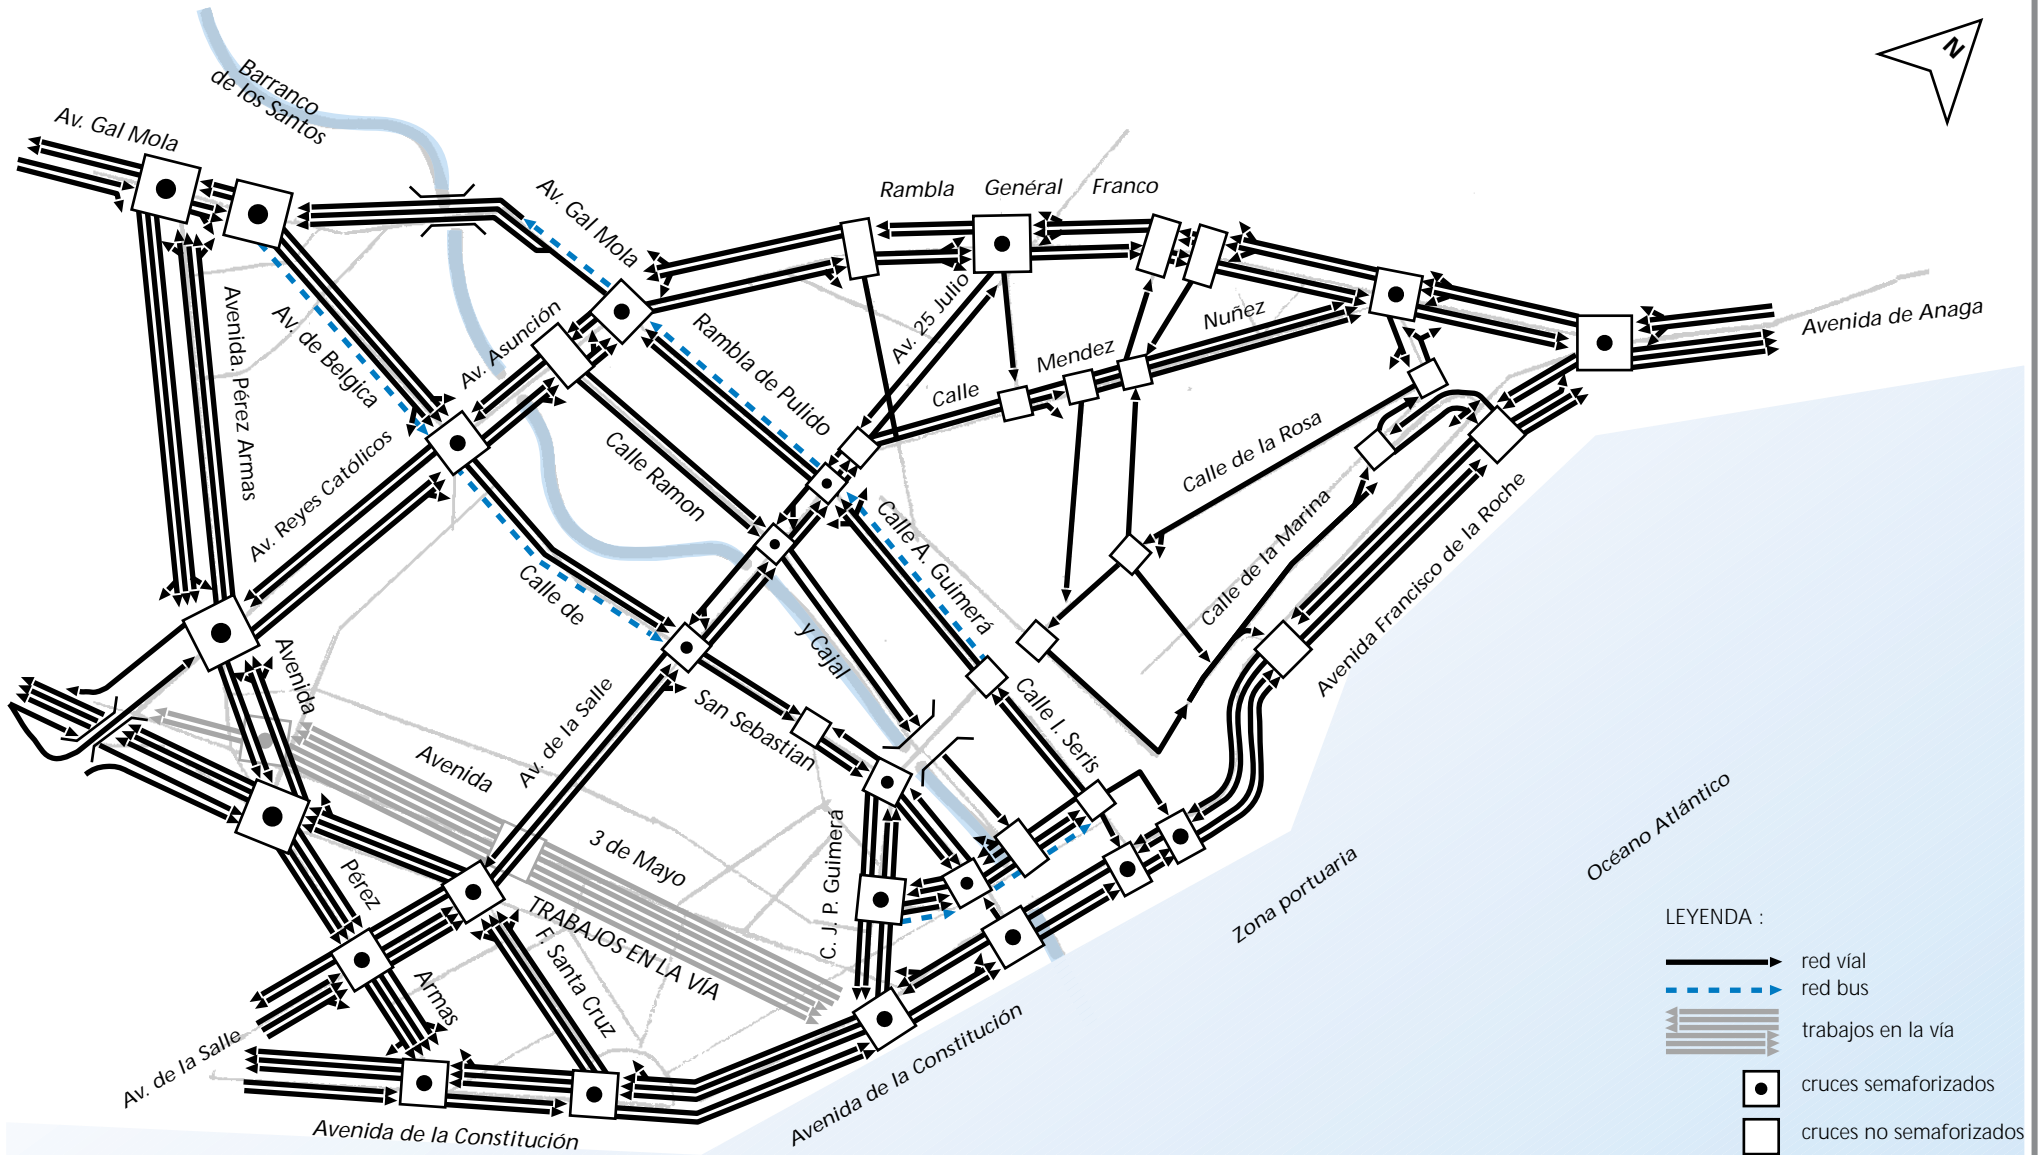 N
Barranco
de los Santos
Av. Gal Mola
Av. Gal Mola
Rambla Général Franco
Avenida de Anaga
Avenida. Pérez Armas
Av. de Belgica
Av. Asunción
Rambla de Pulido
Av. 25 Julio
Calle Mendez Nuñez
Av. Reyes Católicos
Calle Ramon
y Cajal
Calle de la Rosa
Calle de la Marina
Avenida Francisco de la Roche
Calle de
San Sebastian
Calle A. Guimerá
Calle I. Seris
Avenida
Pérez
Armas
Av. de la Salle
Avenida
3 de Mayo
TRABAJOS EN LA VÍA
C. J. P. Guimerá
F. Santa Cruz
Av. de la Salle
Avenida de la Constitución
Avenida de la Constitución
Zona portuaria
Océano Atlántico
LEYENDA :
red víal
red bus
trabajos en la vía
cruces semaforizados
cruces no semaforizados